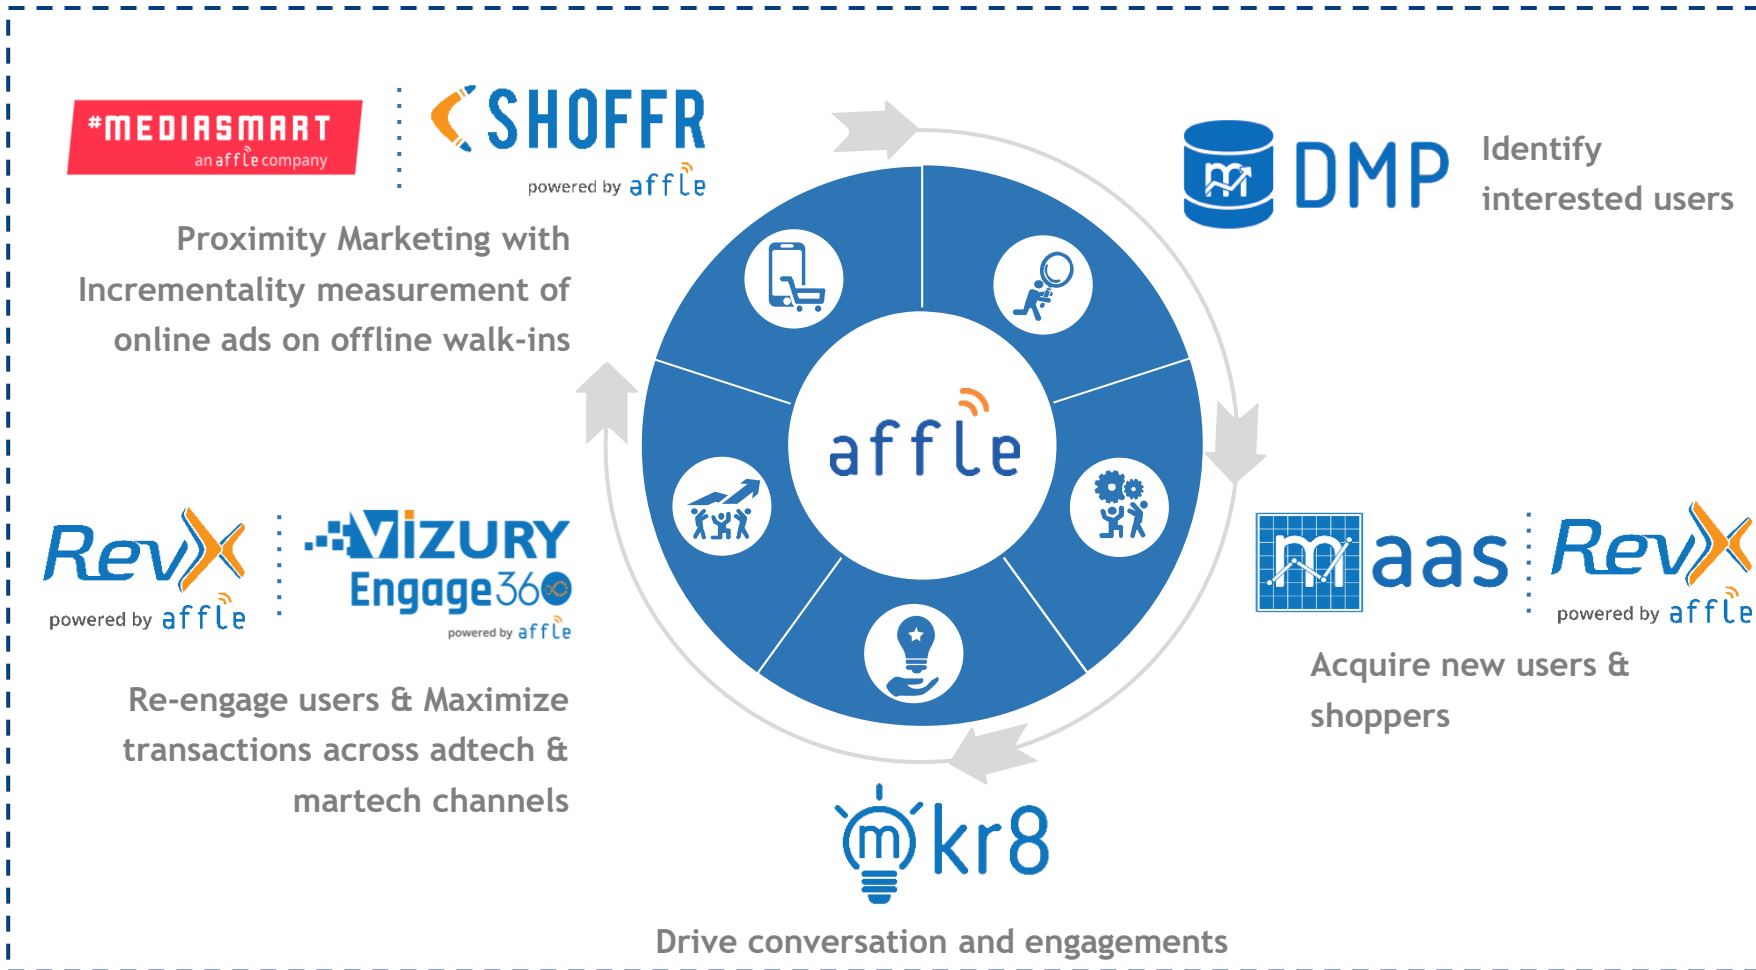 #MEDIASMART
an affle company
SHOFFR
powered by affle
Proximity Marketing with
Incrementality measurement of
online ads on offline walk-ins
m DMP
Identify
interested users
affle
RevX
powered by affle
VIZURY
Engage360
powered by affle
Re-engage users & Maximize
transactions across adtech &
martech channels
maas
RevX
powered by affle
Acquire new users &
shoppers
m kr8
Drive conversation and engagements